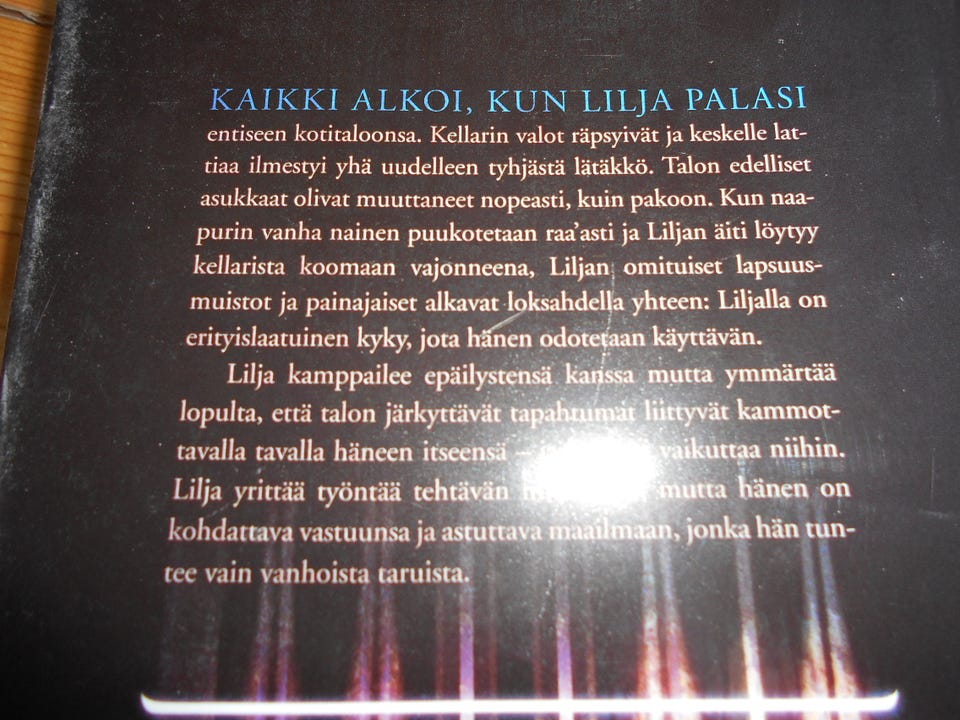 KAIKKI ALKOI, KUN LILJA PALASI
entiseen kotitaloonsa. Kellarin valot räpsyivät ja keskelle lat-
tiaa ilmestyi yhä uudelleen tyhjästä lätäkkö. Talon edelliset
asukkaat olivat muuttaneet nopeasti, kuin pakoon. Kun naa-
purin vanha nainen puukotetaan raa'asti ja Liljan äiti löytyy
kellarista koomaan vajonneena, Liljan omituiset lapsuus-
muistot ja painajaiset alkavat loksahdella yhteen: Liljalla on
erityislaatuinen kyky, jota hänen odotetaan käyttävän.
Lilja kamppailee epäilystensä kanssa mutta ymmärtää
lopulta, että talon järkyttävät tapahtumat liittyvät kammot-
tavalla tavalla häneen itseensä – vaikuttaa niihin.
Lilja yrittää työntää tehtävän mutta hänen on
kohdattava vastuunsa ja astuttava maailmaan, jonka hän tun-
tee vain vanhoista taruista.